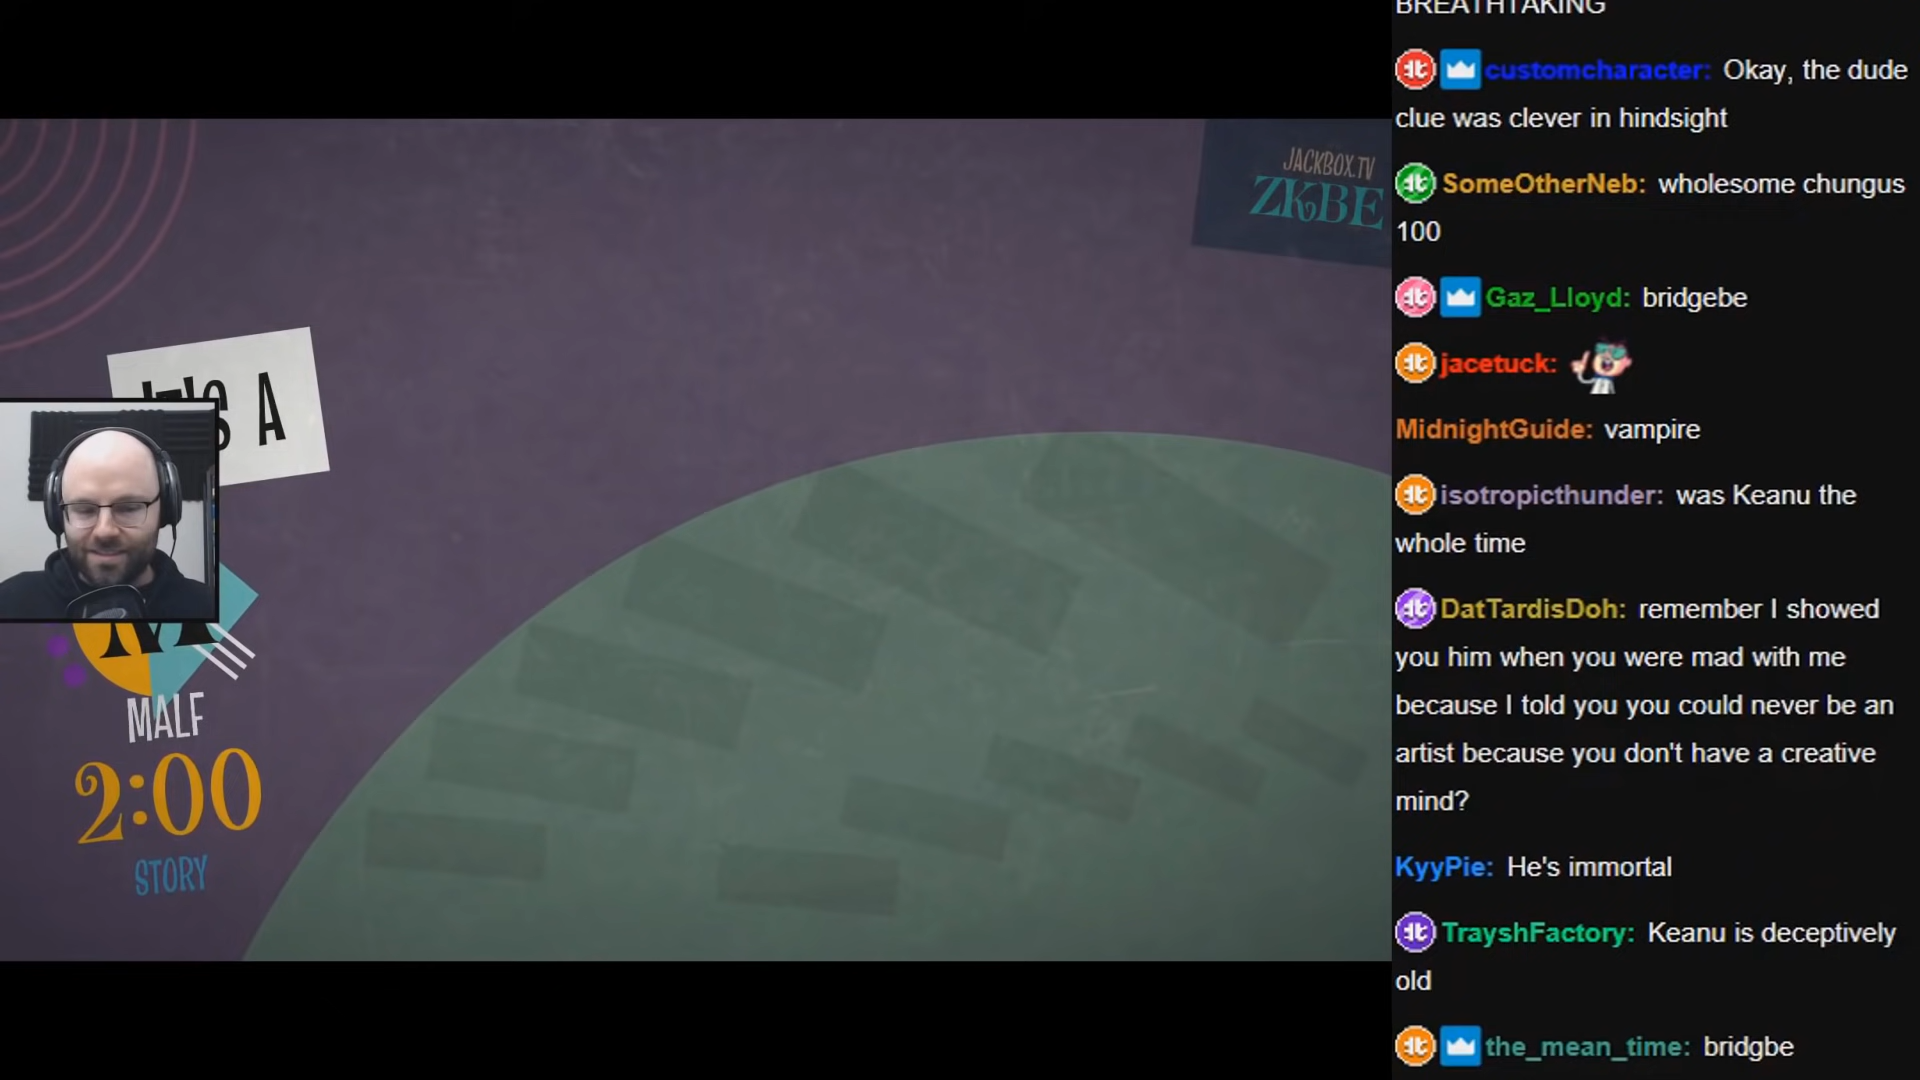 JACKBOX.TV
ZKBE
IT'S A
M
MALF
2:00
STORY
BREATHTAKING
customcharacter: Okay, the dude
clue was clever in hindsight
SomeOtherNeb: wholesome chungus
100
Gaz_Lloyd: bridgebe
jacetuck:
MidnightGuide: vampire
isotropicthunder: was Keanu the
whole time
DatTardisDoh: remember I showed
you him when you were mad with me
because I told you you could never be an
artist because you don't have a creative
mind?
KyyPie: He's immortal
TrayshFactory: Keanu is deceptively
old
the_mean_time: bridgbe